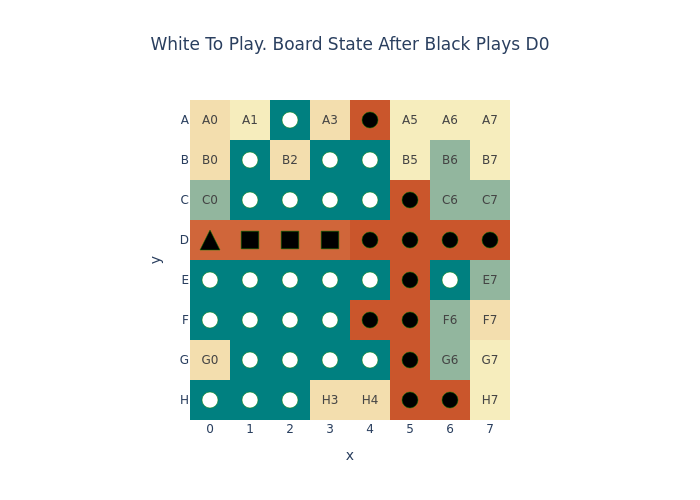 White To Play. Board State After Black Plays D0
A A0 A1 A3 A5 A6 A7
B B0 B2 B5 B6 B7
C C0 C6 C7
D
E E7
F F6 F7
G G0 G6 G7
H H3 H4 H7
0 1 2 3 4 5 6 7
x
y